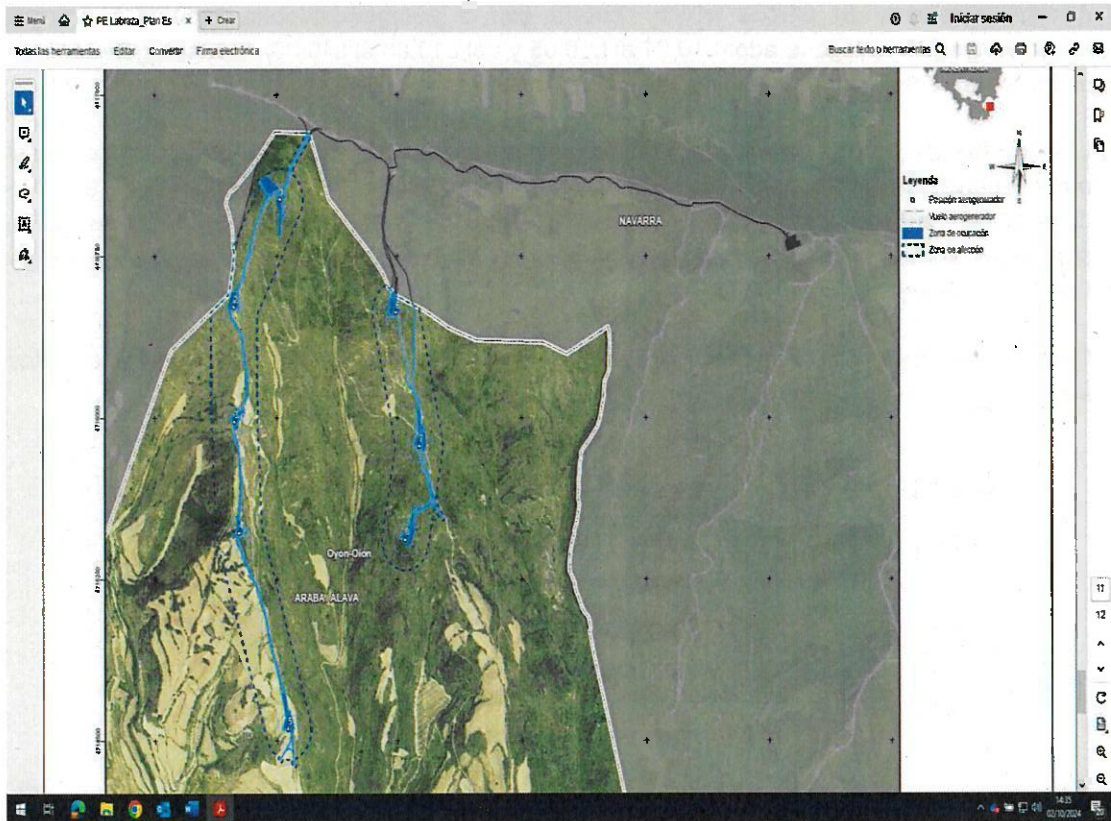 Menú
PE Labraza_Plan Es
×
+ Crear
Iniciar sesión
Todas las herramientas Editar Convertir Firma electrónica
Buscar texto o herramientas
NAVARRA
Oyon-Oion
ARABA/ALAVA
N
W
Leyenda
Posición aerogenerador
Vuelo aerogenerador
Zona de ocupación
Zona de afección
11
12
14:35
02/10/2024